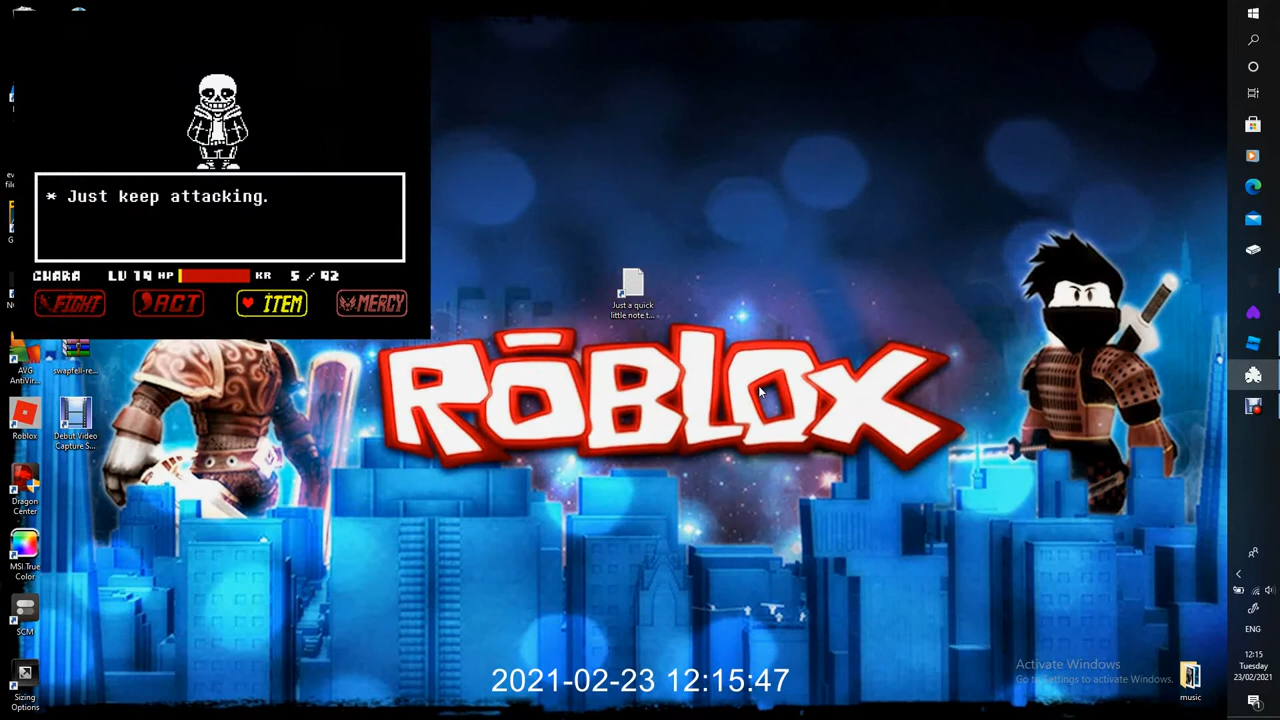 * Just keep attacking.
CHARA LV 19 HP KR 5 / 92
FIGHT ACT ITEM MERCY
Just a quick
little note t...
RŌBLOX
AVG
AntiVir...
swapfell-re...
Roblox
Debut Video
Capture S...
Dragon
Center
MSI True
Color
SCM
Sizing
Options
2021-02-23 12:15:47
Activate Windows
Go to Settings to activate Windows.
music
ENG
12:15
Tuesday
23/02/2021